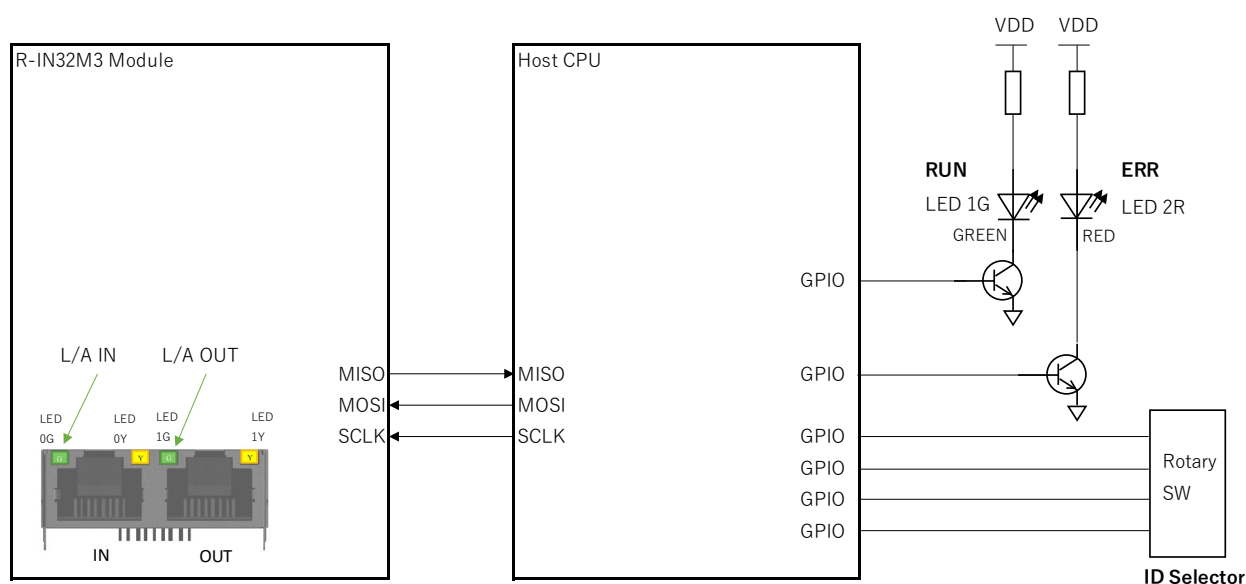 VDD VDD
R-IN32M3 Module
Host CPU
RUN
LED 1G
GREEN
ERR
LED 2R
RED
GPIO
L/A IN
L/A OUT
MISO
MISO
GPIO
MOSI
MOSI
SCLK
SCLK
GPIO
GPIO
GPIO
GPIO
LED
0G
LED
0Y
LED
1G
LED
1Y
G
Y
G
Y
IN
OUT
Rotary
SW
ID Selector